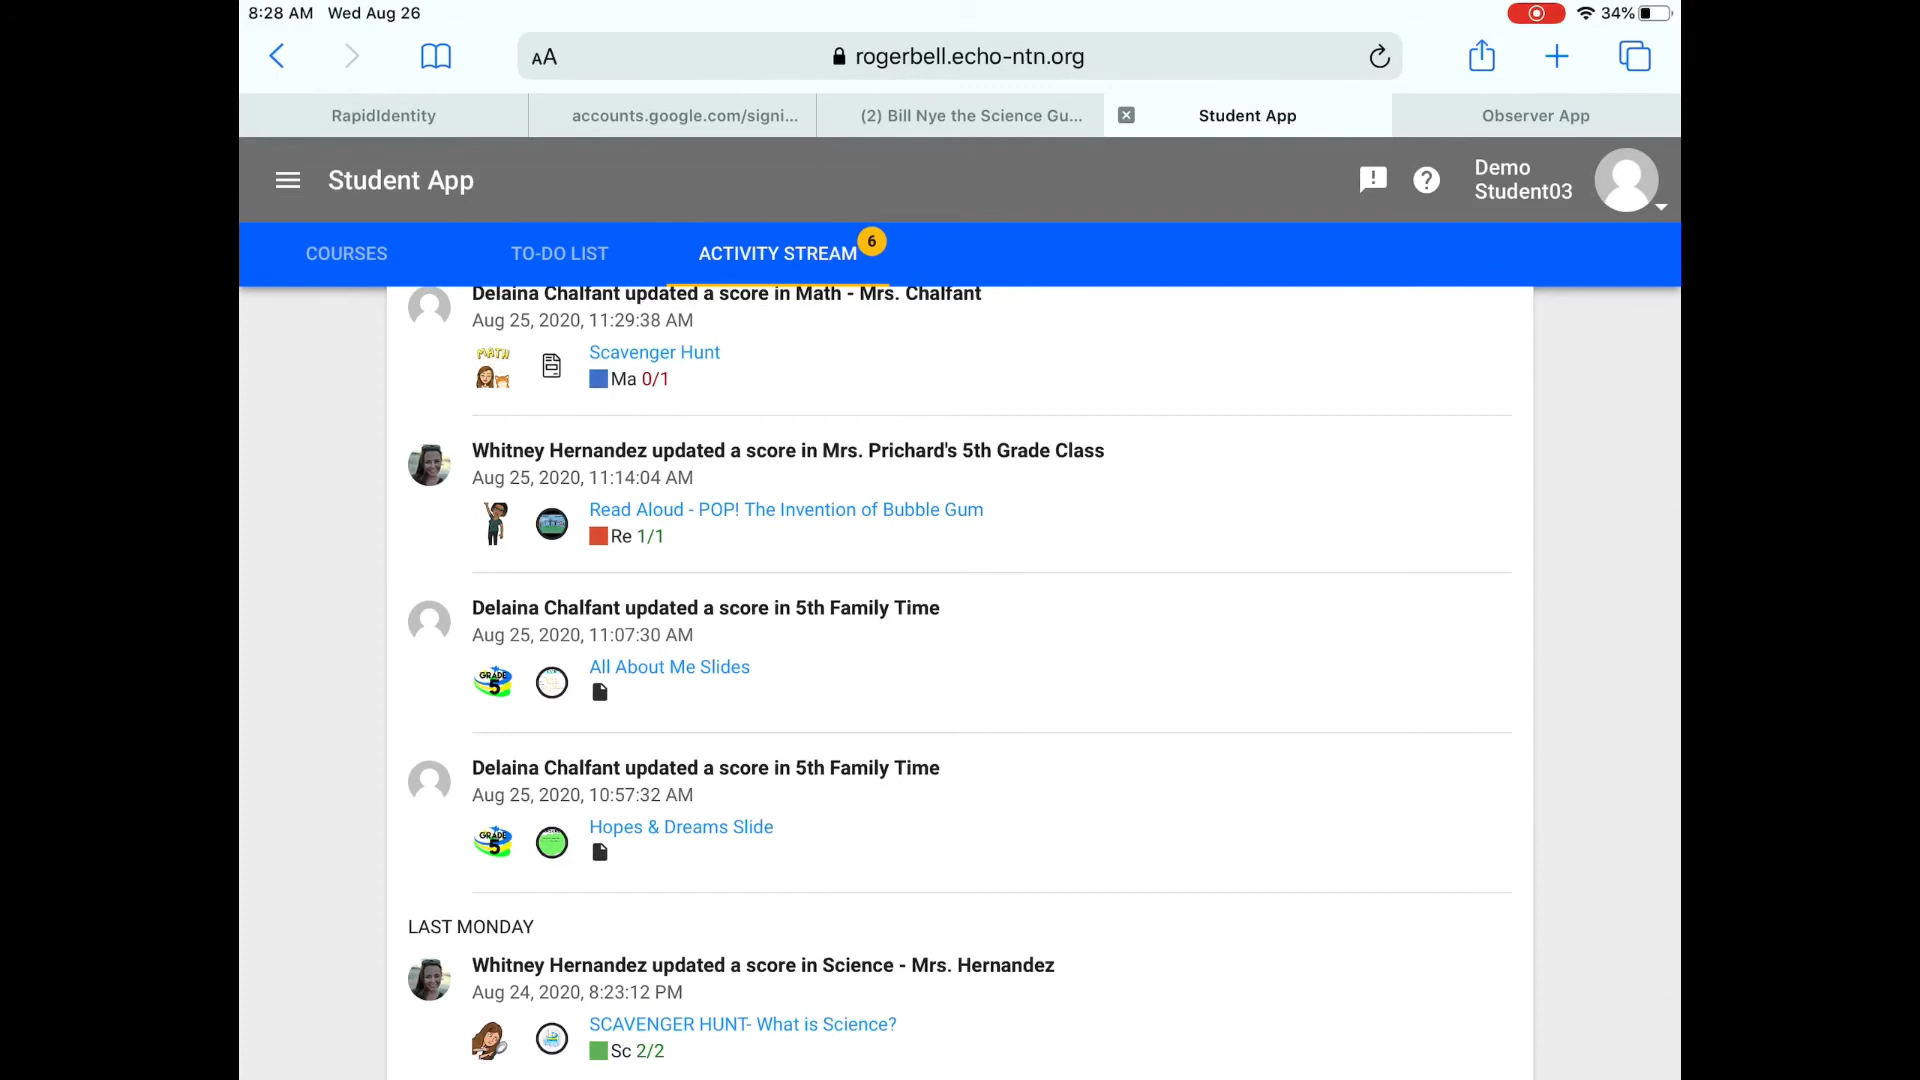 8:28 AM Wed Aug 26
34%
AA
rogerbell.echo-ntn.org
RapidIdentity
accounts.google.com/signi...
(2) Bill Nye the Science Gu...
Student App
Observer App
Student App
Demo
Student03
COURSES
TO-DO LIST
ACTIVITY STREAM
6
Delaina Chalfant updated a score in Math - Mrs. Chalfant
Aug 25, 2020, 11:29:38 AM
MATH
Scavenger Hunt
Ma 0/1
Whitney Hernandez updated a score in Mrs. Prichard's 5th Grade Class
Aug 25, 2020, 11:14:04 AM
Read Aloud - POP! The Invention of Bubble Gum
Re 1/1
Delaina Chalfant updated a score in 5th Family Time
Aug 25, 2020, 11:07:30 AM
GRADE
5
All About Me Slides
Delaina Chalfant updated a score in 5th Family Time
Aug 25, 2020, 10:57:32 AM
GRADE
5
Hopes & Dreams Slide
LAST MONDAY
Whitney Hernandez updated a score in Science - Mrs. Hernandez
Aug 24, 2020, 8:23:12 PM
SCAVENGER HUNT- What is Science?
Sc 2/2